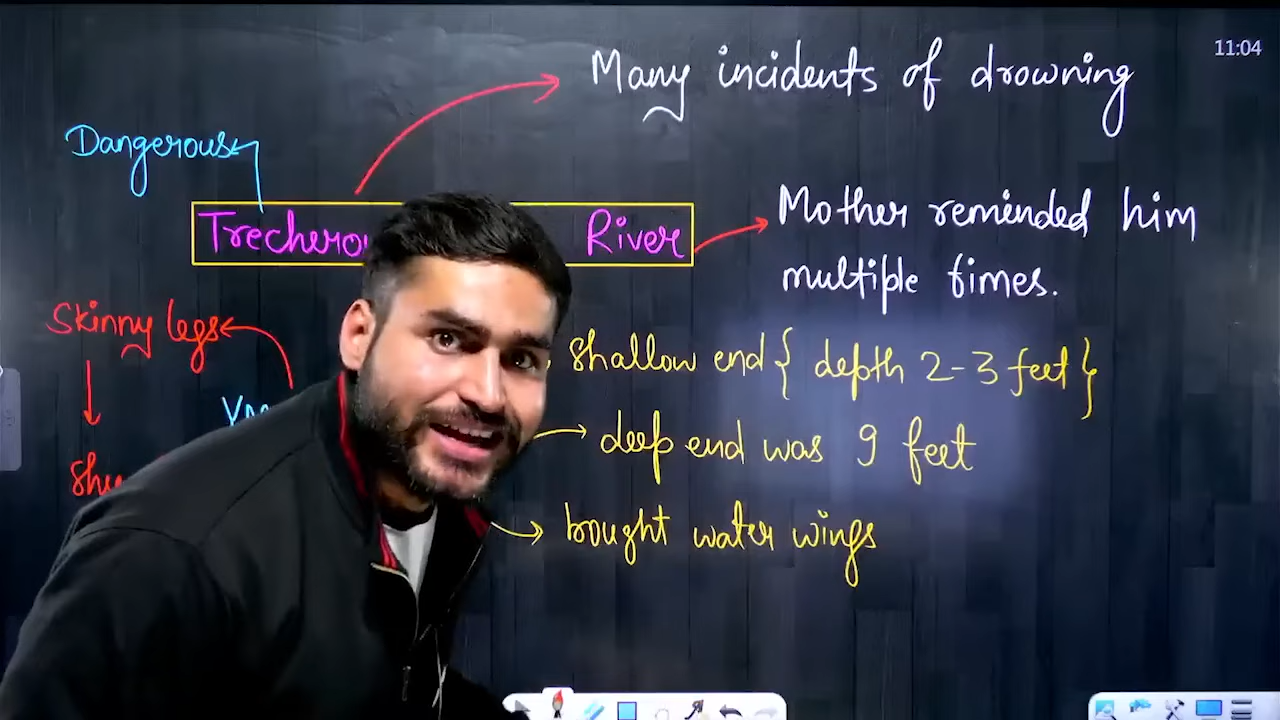 11:04
Many incidents of drowning
Dangerous
River
Mother reminded him
multiple times.
Skinny legs
shallow end { depth 2-3 feet }
deep end was 9 feet
bought water wings